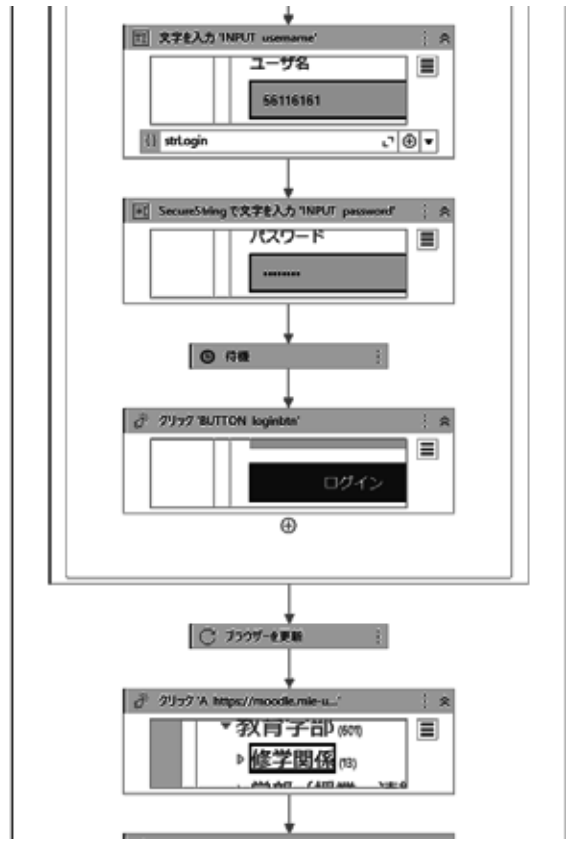 文字を入力 'INPUT username'
ユーザ名
55116161
strLogin
SecureString で文字を入力 'INPUT password'
パスワード
••••••••
待機
クリック 'BUTTON loginbtn'
ログイン
ブラウザーを更新
クリック 'A https://moodle.mie-u...'
教育学部 (601)
修学関係 (13)